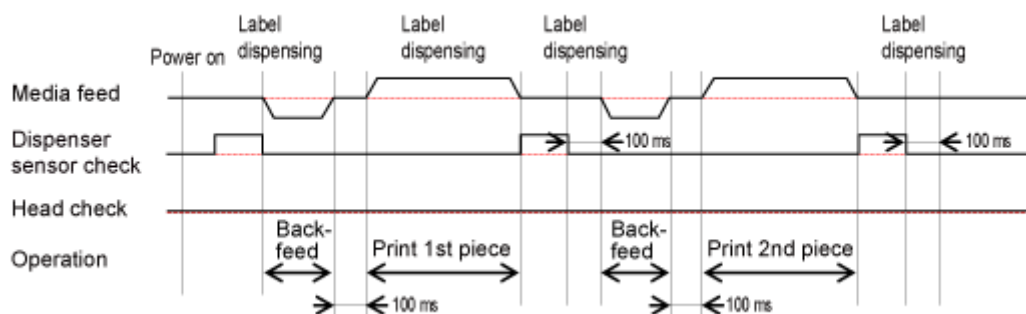 Label
dispensing
Label
dispensing
Label
dispensing
Label
dispensing
Power on
Media feed
Dispenser
sensor check
100 ms
100 ms
Head check
Operation
Back-
feed
Print 1st piece
Back-
feed
Print 2nd piece
100 ms
100 ms